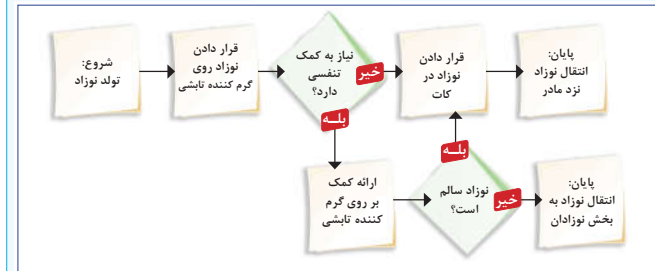 شروع:
تولد نوزاد
قرار دادن
نوزاد روی
گرم کننده تابشی
نیاز به کمک
تنفسی
دارد؟
خیر
بلــه
قرار دادن
نوزاد در
کات
پایان:
انتقال نوزاد
نزد مادر
ارائه کمک
بر روی گرم
کننده تابشی
نوزاد سالم
است؟
بلــه
خیر
پایان:
انتقال نوزاد به
بخش نوزادان